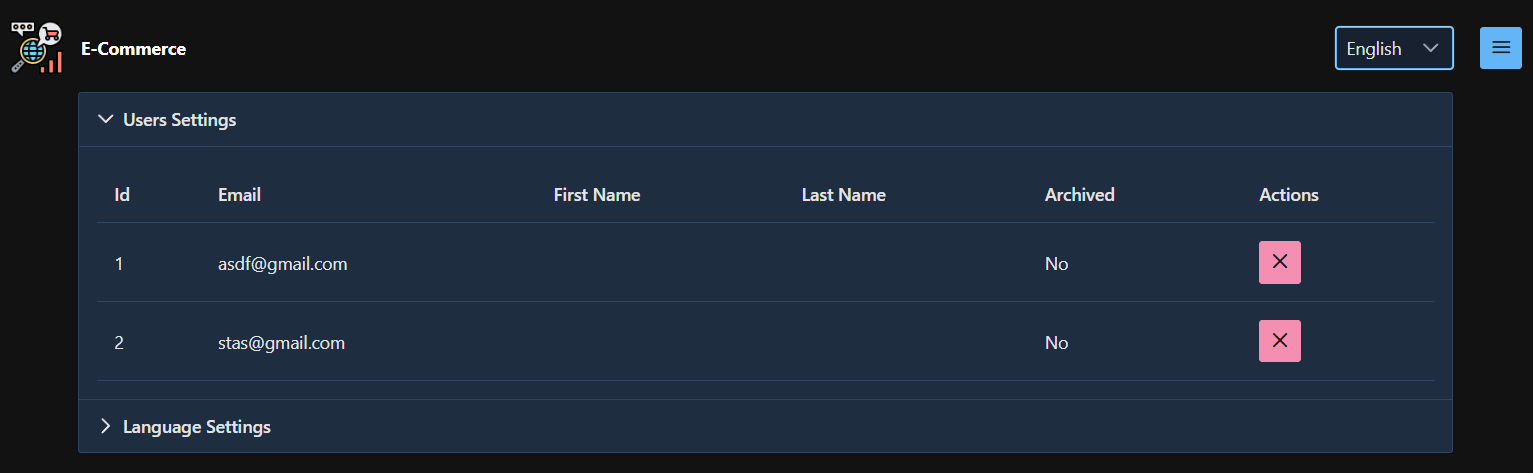 E-Commerce
English
Users Settings
Id Email First Name Last Name Archived Actions
1 asdf@gmail.com No
2 stas@gmail.com No
Language Settings